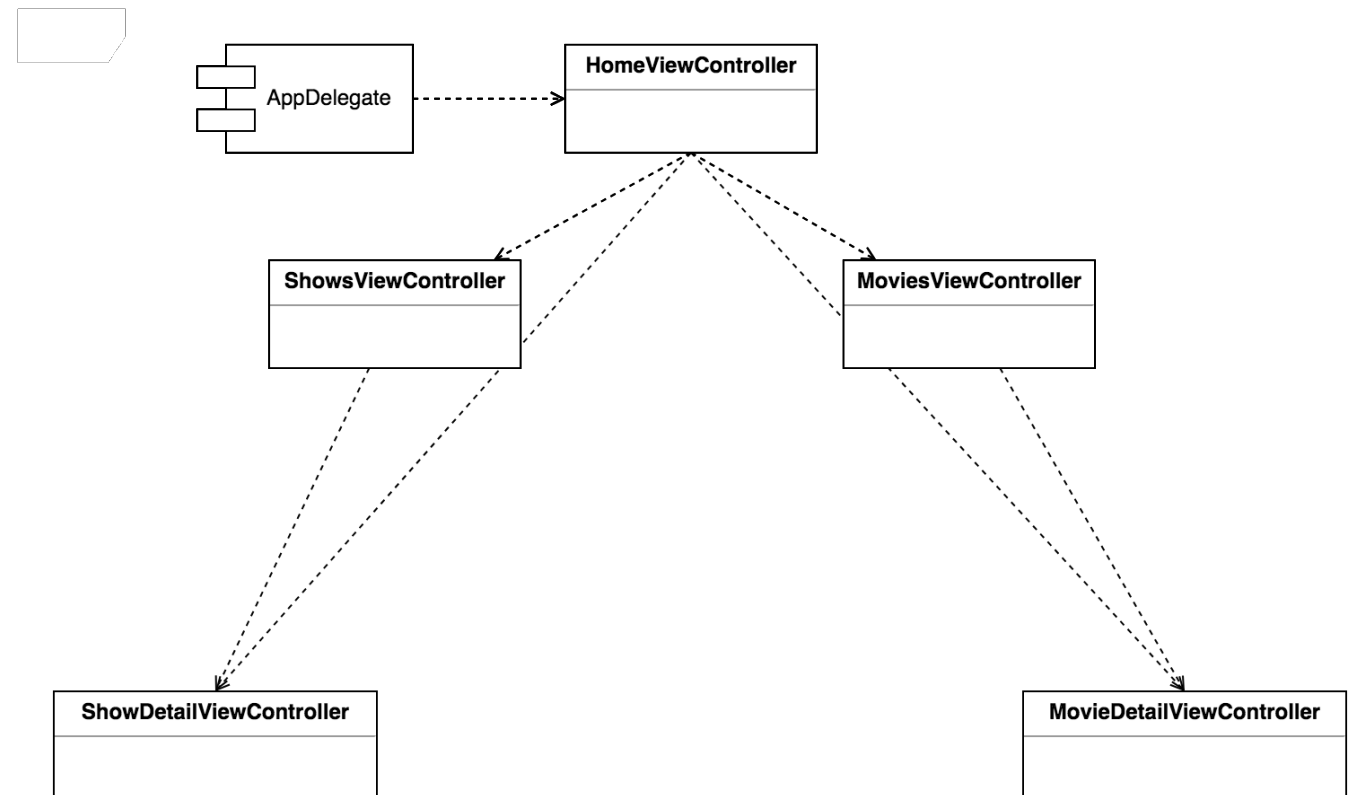 AppDelegate
HomeViewController
ShowsViewController
MoviesViewController
ShowDetailViewController
MovieDetailViewController